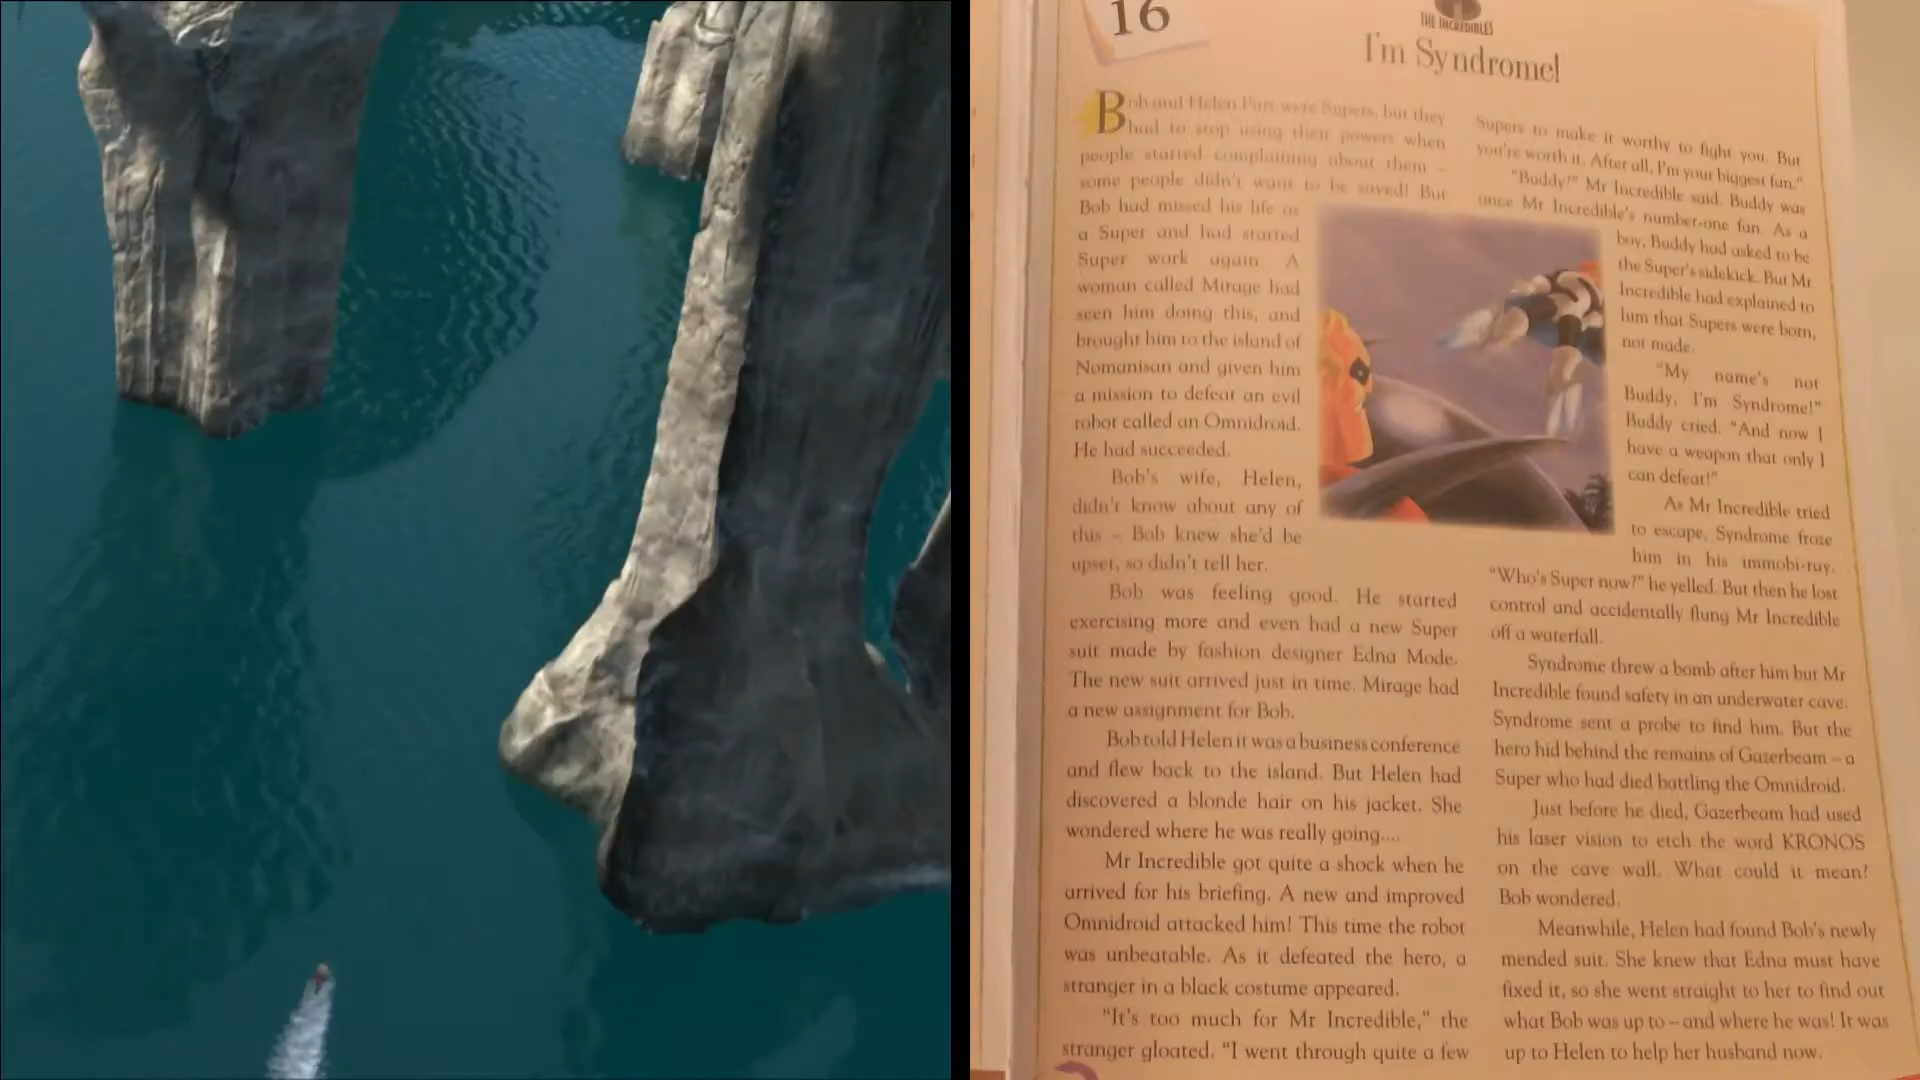 16
THE INCREDIBLES
I'm Syndrome!
Bob and Helen Parr were Supers, but they
had to stop using their powers when
people started complaining about them –
some people didn't want to be saved! But
Bob had missed his life as
a Super and had started
Super work again. A
woman called Mirage had
seen him doing this, and
brought him to the island of
Nomanisan and given him
a mission to defeat an evil
robot called an Omnidroid.
He had succeeded.
Bob's wife, Helen,
didn't know about any of
this – Bob knew she'd be
upset, so didn't tell her.
Bob was feeling good. He started
exercising more and even had a new Super
suit made by fashion designer Edna Mode.
The new suit arrived just in time. Mirage had
a new assignment for Bob.
Bob told Helen it was a business conference
and flew back to the island. But Helen had
discovered a blonde hair on his jacket. She
wondered where he was really going....
Mr Incredible got quite a shock when he
arrived for his briefing. A new and improved
Omnidroid attacked him! This time the robot
was unbeatable. As it defeated the hero, a
stranger in a black costume appeared.
"It's too much for Mr Incredible," the
stranger gloated. "I went through quite a few
Supers to make it worthy to fight you. But
you're worth it. After all, I'm your biggest fan."
"Buddy?" Mr Incredible said. Buddy was
once Mr Incredible's number-one fan. As a
boy, Buddy had asked to be
the Super's sidekick. But Mr
Incredible had explained to
him that Supers were born,
not made.
"My name's not
Buddy, I'm Syndrome!"
Buddy cried. "And now I
have a weapon that only I
can defeat!"
As Mr Incredible tried
to escape, Syndrome froze
him in his immobi-ray.
"Who's Super now?" he yelled. But then he lost
control and accidentally flung Mr Incredible
off a waterfall.
Syndrome threw a bomb after him but Mr
Incredible found safety in an underwater cave.
Syndrome sent a probe to find him. But the
hero hid behind the remains of Gazerbeam – a
Super who had died battling the Omnidroid.
Just before he died, Gazerbeam had used
his laser vision to etch the word KRONOS
on the cave wall. What could it mean?
Bob wondered.
Meanwhile, Helen had found Bob's newly
mended suit. She knew that Edna must have
fixed it, so she went straight to her to find out
what Bob was up to – and where he was! It was
up to Helen to help her husband now.